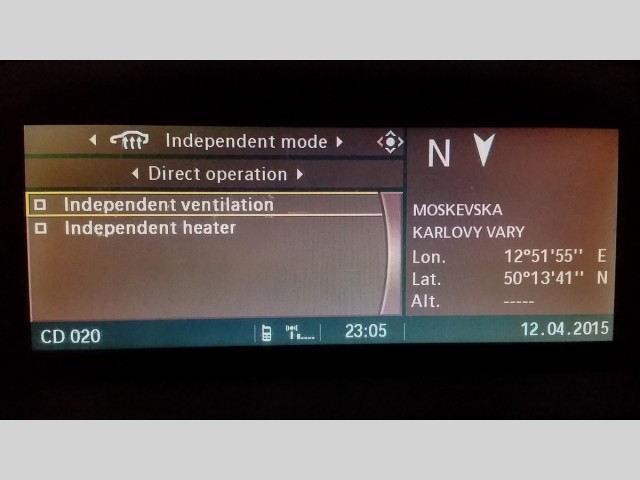 Independent mode
Direct operation
Independent ventilation
Independent heater
N
MOSKEVSKA
KARLOVY VARY
Lon. 12°51'55'' E
Lat. 50°13'41'' N
Alt. -----
CD 020
23:05
12.04.2015